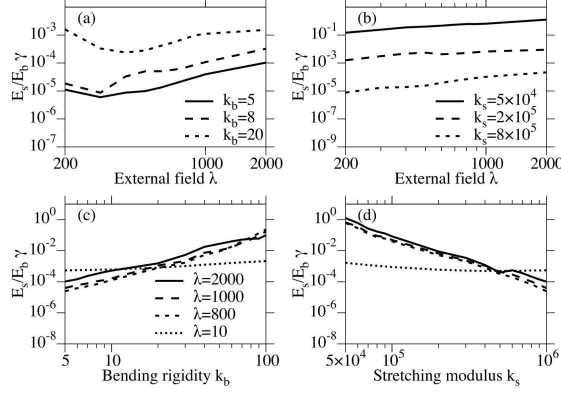 (a)
E_s/E_b γ
10^-3
10^-4
10^-5
10^-6
10^-7
k_b=5
k_b=8
k_b=20
200
1000
2000
External field λ
(b)
E_s/E_b γ
10^-1
10^-3
10^-5
10^-7
10^-9
k_s=5×10^4
k_s=2×10^5
k_s=8×10^5
200
1000
2000
External field λ
(c)
E_s/E_b γ
10^0
10^-2
10^-4
10^-6
10^-8
λ=2000
λ=1000
λ=800
λ=10
5
10
100
Bending rigidity k_b
(d)
E_s/E_b γ
10^0
10^-2
10^-4
10^-6
10^-8
5×10^4
10^5
10^6
Stretching modulus k_s